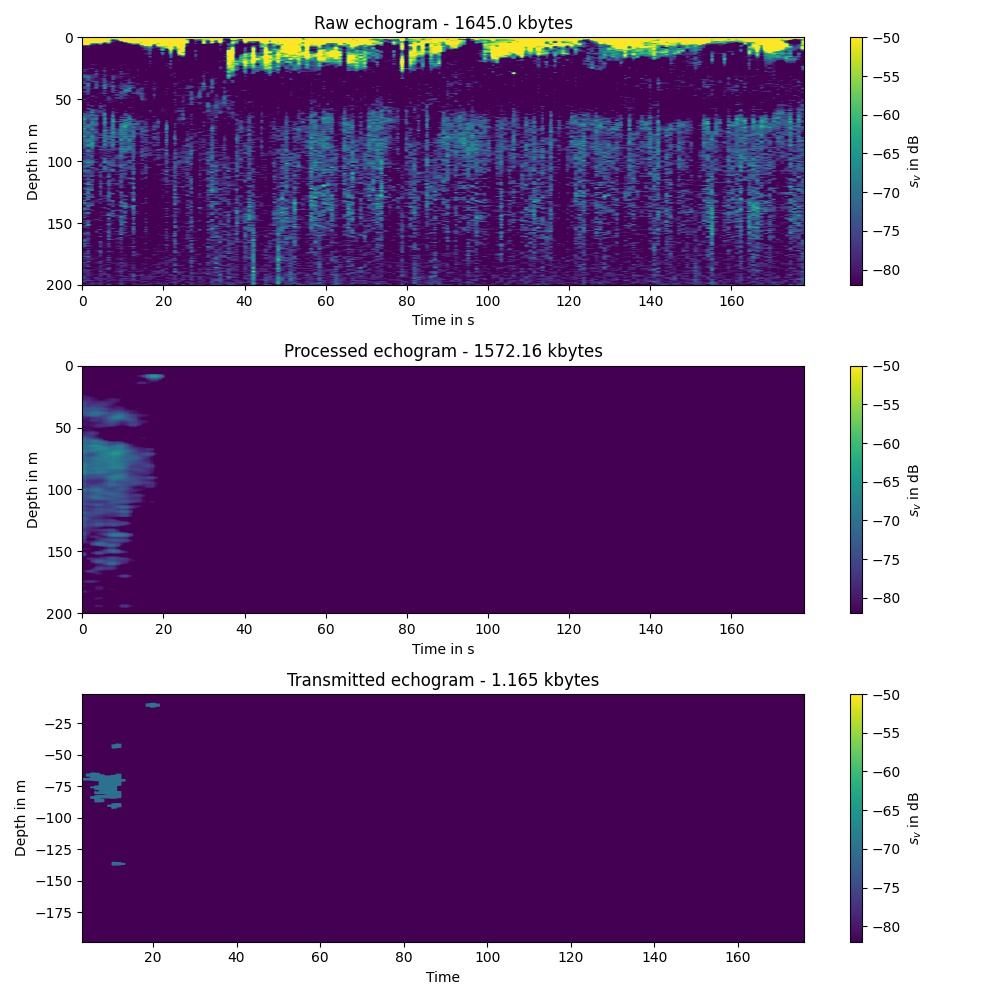 Raw echogram - 1645.0 kbytes
0
50
100
150
200
Depth in m
0 20 40 60 80 100 120 140 160
Time in s
−50
−55
−60
−65
−70
−75
−80
s_v in dB
Processed echogram - 1572.16 kbytes
0
50
100
150
200
Depth in m
0 20 40 60 80 100 120 140 160
Time in s
−50
−55
−60
−65
−70
−75
−80
s_v in dB
Transmitted echogram - 1.165 kbytes
−25
−50
−75
−100
−125
−150
−175
Depth in m
20 40 60 80 100 120 140 160
Time
−50
−55
−60
−65
−70
−75
−80
s_v in dB